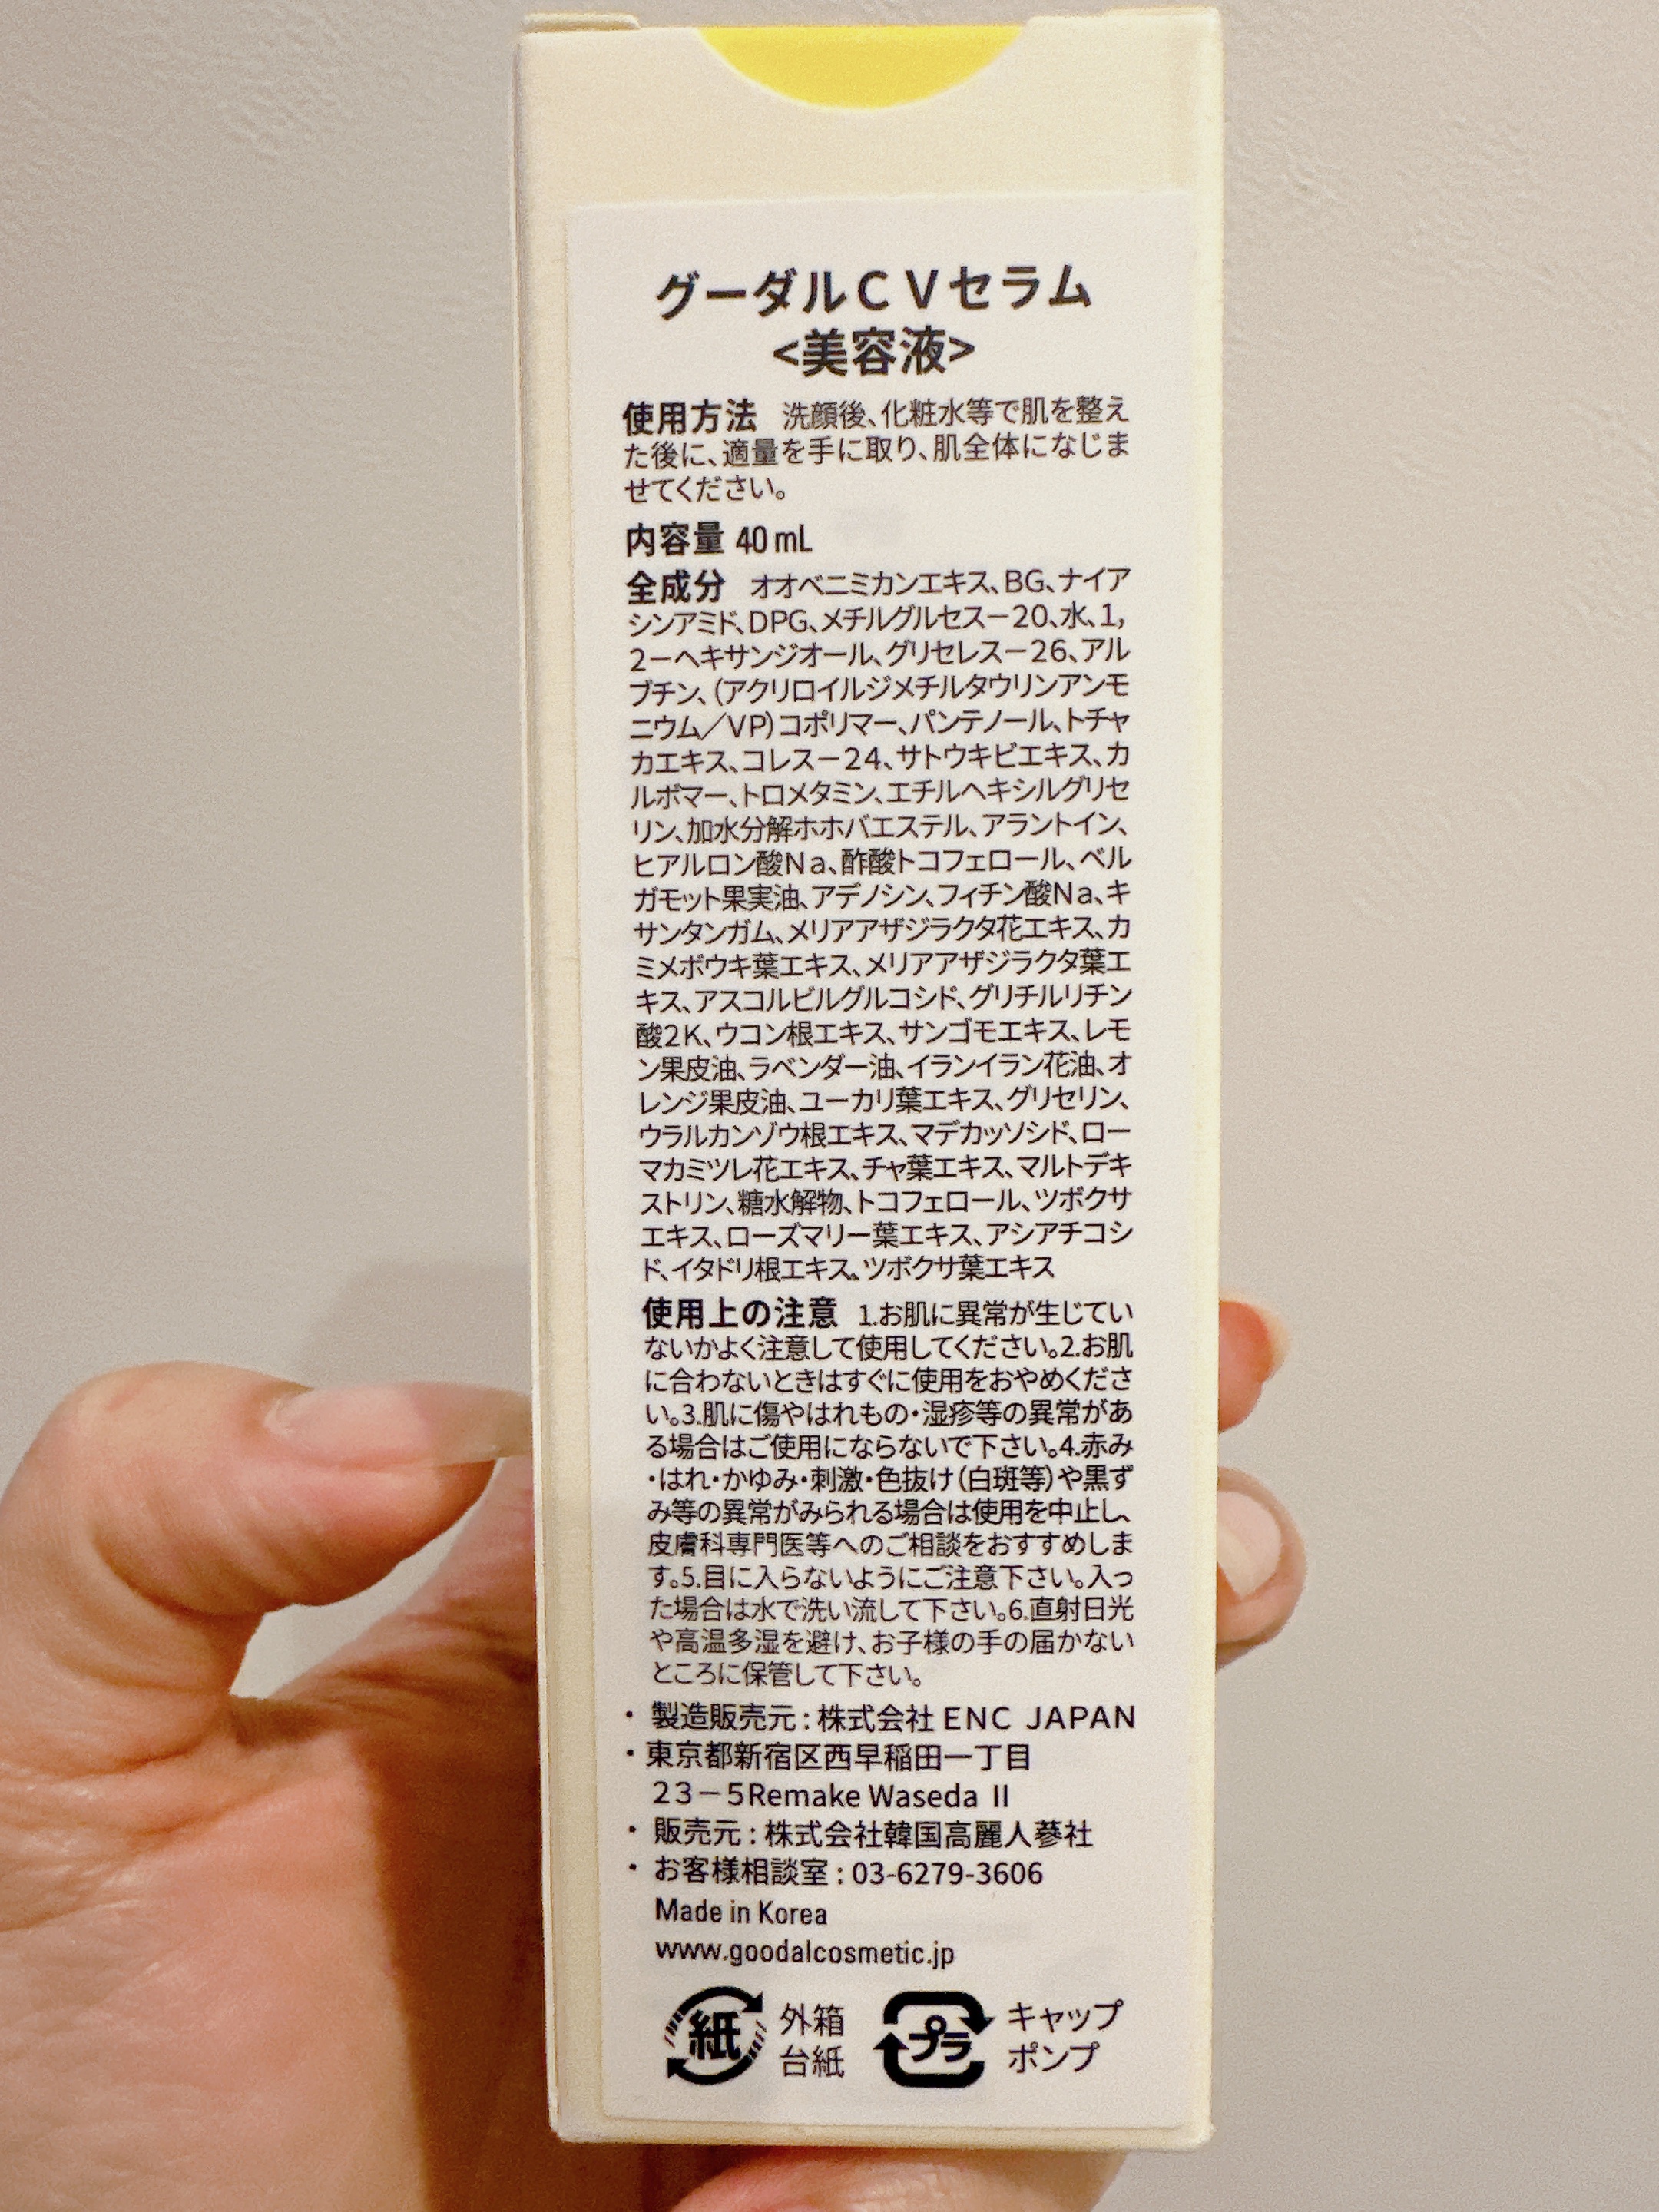 グーダルＣＶセラム
<美容液>
使用方法　洗顔後、化粧水等で肌を整え
た後に、適量を手に取り、肌全体になじま
せてください。
内容量 40 mL
全成分　オオベニミカンエキス、BG、ナイア
シンアミド、DPG、メチルグルセス－20、水、1,
2－ヘキサンジオール、グリセレス－26、アル
ブチン、（アクリロイルジメチルタウリンアンモ
ニウム／VP）コポリマー、パンテノール、トチャ
カエキス、コレス－24、サトウキビエキス、カ
ルボマー、トロメタミン、エチルヘキシルグリセ
リン、加水分解ホホバエステル、アラントイン、
ヒアルロン酸Na、酢酸トコフェロール、ベル
ガモット果実油、アデノシン、フィチン酸Na、キ
サンタンガム、メリアアザジラクタ花エキス、カ
ミメボウキ葉エキス、メリアアザジラクタ葉エ
キス、アスコルビルグルコシド、グリチルリチン
酸2K、ウコン根エキス、サンゴモエキス、レモ
ン果皮油、ラベンダー油、イランイラン花油、オ
レンジ果皮油、ユーカリ葉エキス、グリセリン、
ウラルカンゾウ根エキス、マデカッソシド、ロー
マカミツレ花エキス、チャ葉エキス、マルトデキ
ストリン、糖水解物、トコフェロール、ツボクサ
エキス、ローズマリー葉エキス、アシアチコシ
ド、イタドリ根エキス、ツボクサ葉エキス
使用上の注意　1.お肌に異常が生じてい
ないかよく注意して使用してください。2.お肌
に合わないときはすぐに使用をおやめくださ
い。3.肌に傷やはれもの・湿疹等の異常があ
る場合はご使用にならないで下さい。4.赤み
・はれ・かゆみ・刺激・色抜け（白斑等）や黒ず
み等の異常がみられる場合は使用を中止し、
皮膚科専門医等へのご相談をおすすめしま
す。5.目に入らないようにご注意下さい。入っ
た場合は水で洗い流して下さい。6.直射日光
や高温多湿を避け、お子様の手の届かない
ところに保管して下さい。
・製造販売元：株式会社 ENC JAPAN
・東京都新宿区西早稲田一丁目
２３－５Remake Waseda Ⅱ
・販売元：株式会社韓国高麗人蔘社
・お客様相談室：03-6279-3606
Made in Korea
www.goodalcosmetic.jp
紙 外箱 プラ キャップ
台紙 ポンプ